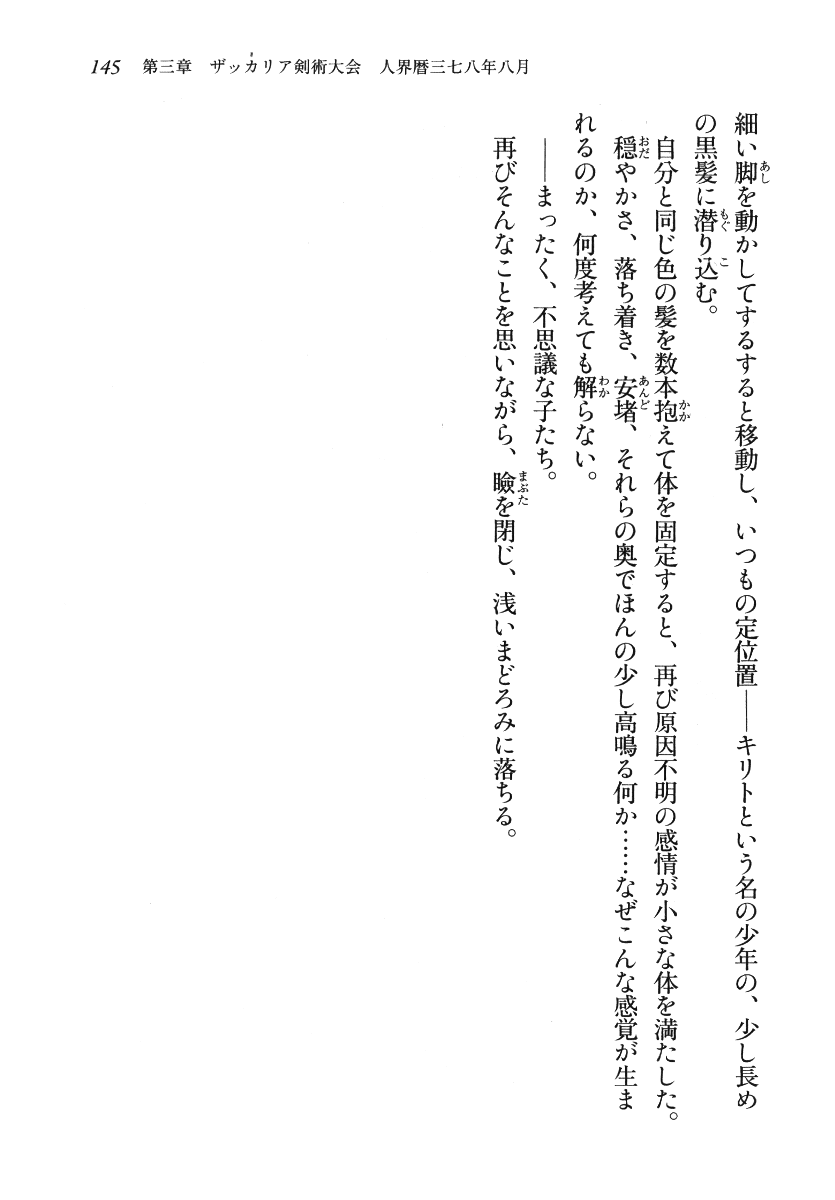 145 第三章 ザッカリア剣術大会 人界暦三七八年八月
細い脚を動かしてするすると移動し、いつもの定位置――キリトという名の少年の、少し長め
の黒髪に潜り込む。
自分と同じ色の髪を数本抱えて体を固定すると、再び原因不明の感情が小さな体を満たした。
穏やかさ、落ち着き、安堵、それらの奥でほんの少し高鳴る何か……なぜこんな感覚が生ま
れるのか、何度考えても解らない。
――まったく、不思議な子たち。
再びそんなことを思いながら、瞼を閉じ、浅いまどろみに落ちる。